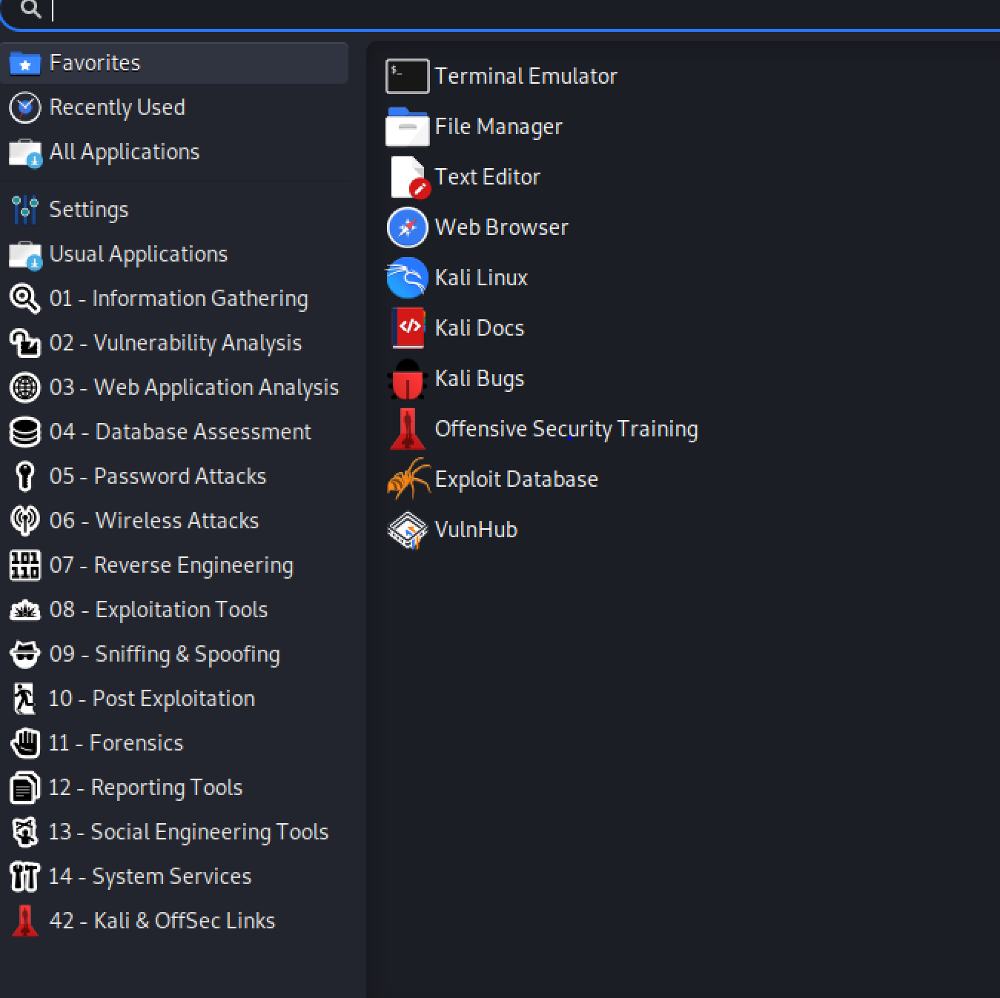 Favorites
Recently Used
All Applications
Settings
Usual Applications
01 - Information Gathering
02 - Vulnerability Analysis
03 - Web Application Analysis
04 - Database Assessment
05 - Password Attacks
06 - Wireless Attacks
101
110
07 - Reverse Engineering
08 - Exploitation Tools
09 - Sniffing & Spoofing
10 - Post Exploitation
11 - Forensics
12 - Reporting Tools
13 - Social Engineering Tools
14 - System Services
42 - Kali & OffSec Links
$_
Terminal Emulator
File Manager
Text Editor
Web Browser
Kali Linux
</>
Kali Docs
Kali Bugs
Offensive Security Training
Exploit Database
VulnHub